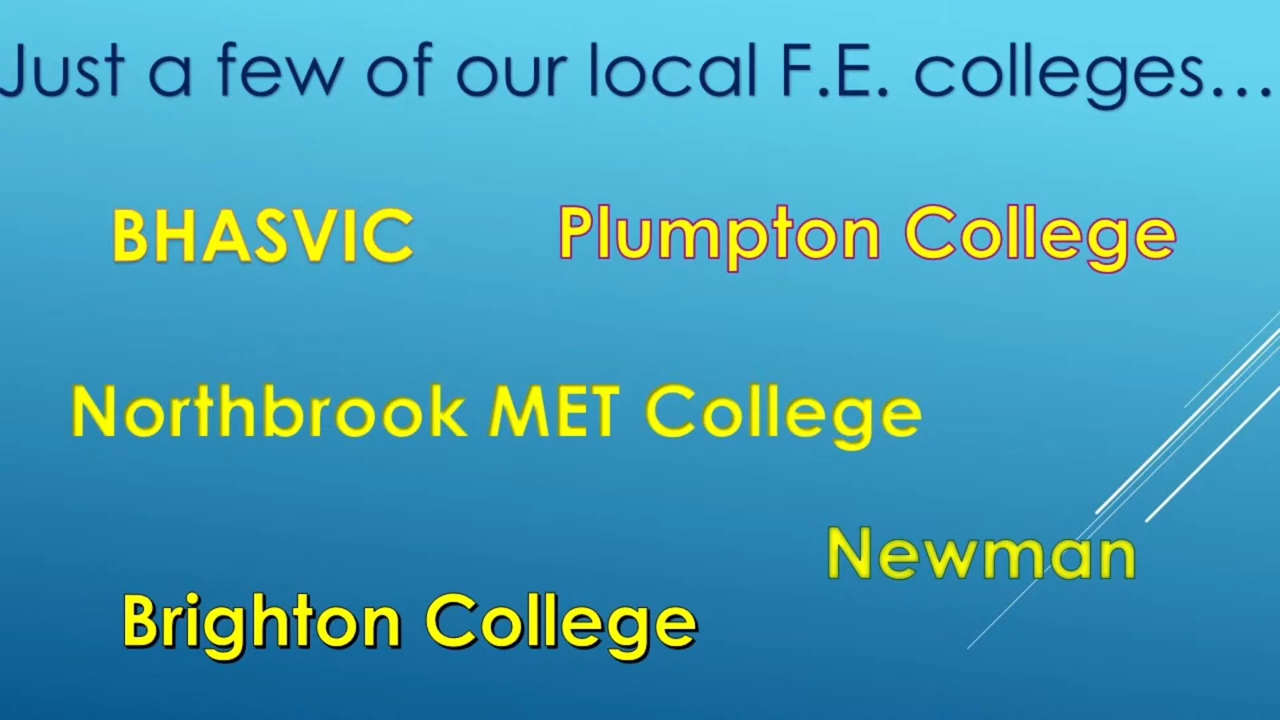 Just a few of our local F.E. colleges...
BHASVIC
Plumpton College
Northbrook MET College
Newman
Brighton College